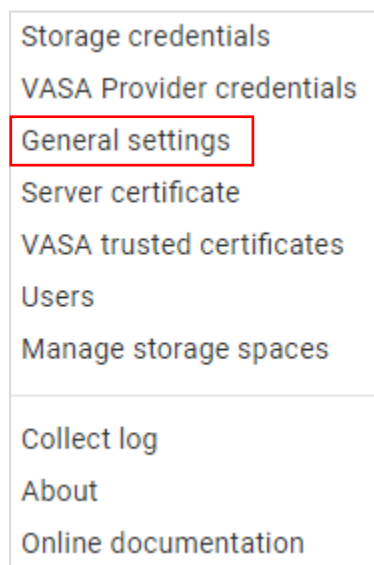 Storage credentials
VASA Provider credentials
General settings
Server certificate
VASA trusted certificates
Users
Manage storage spaces
Collect log
About
Online documentation